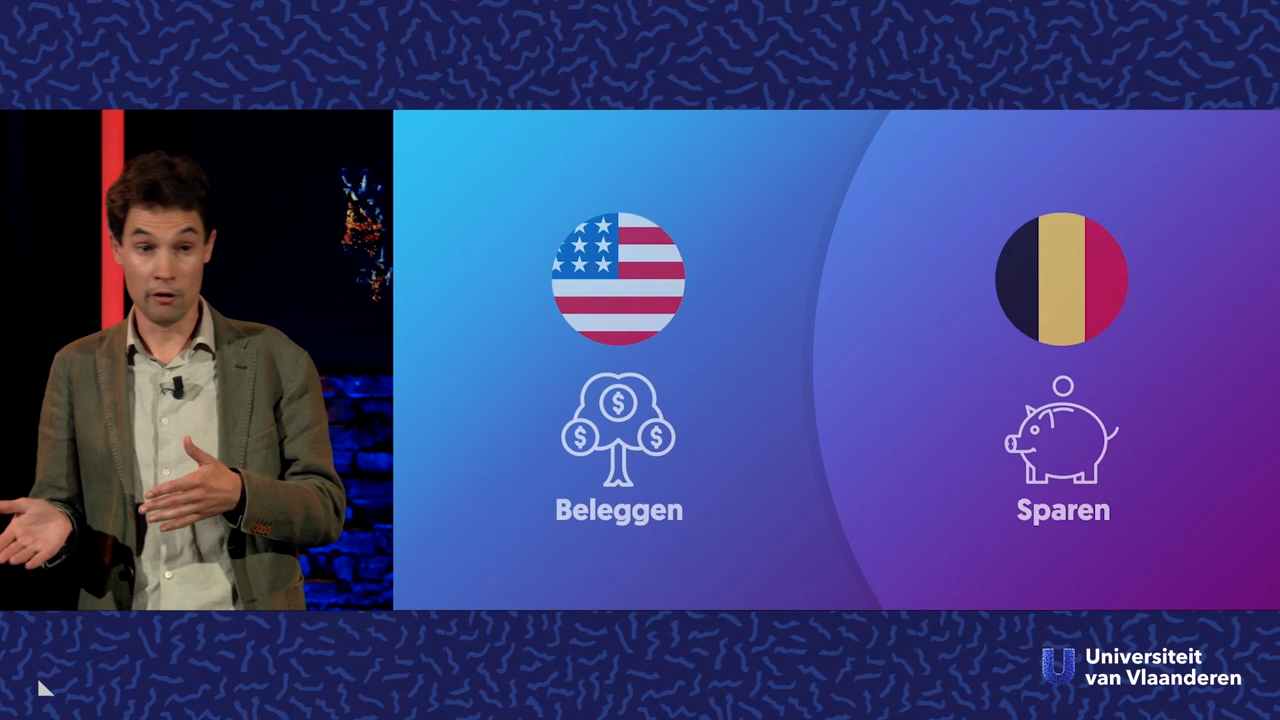 $
$ $
Beleggen
Sparen
Universiteit
van Vlaanderen